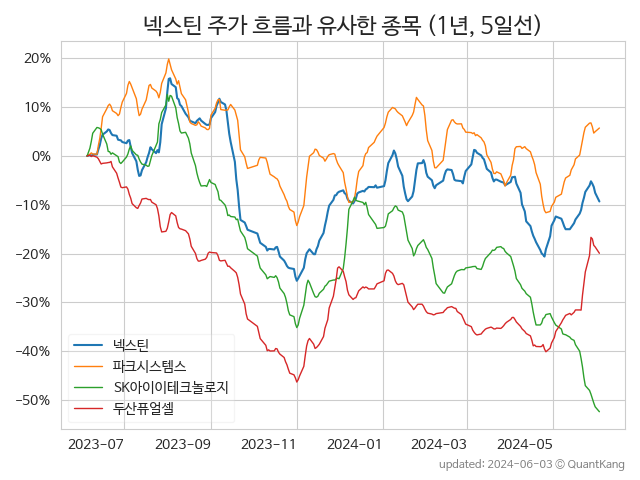 넥스틴 주가 흐름과 유사한 종목 (1년, 5일선)
20%
10%
0%
−10%
−20%
−30%
−40%
−50%
넥스틴
파크시스템스
SK아이이테크놀로지
두산퓨얼셀
2023-07
2023-09
2023-11
2024-01
2024-03
2024-05
updated: 2024-06-03 © QuantKang